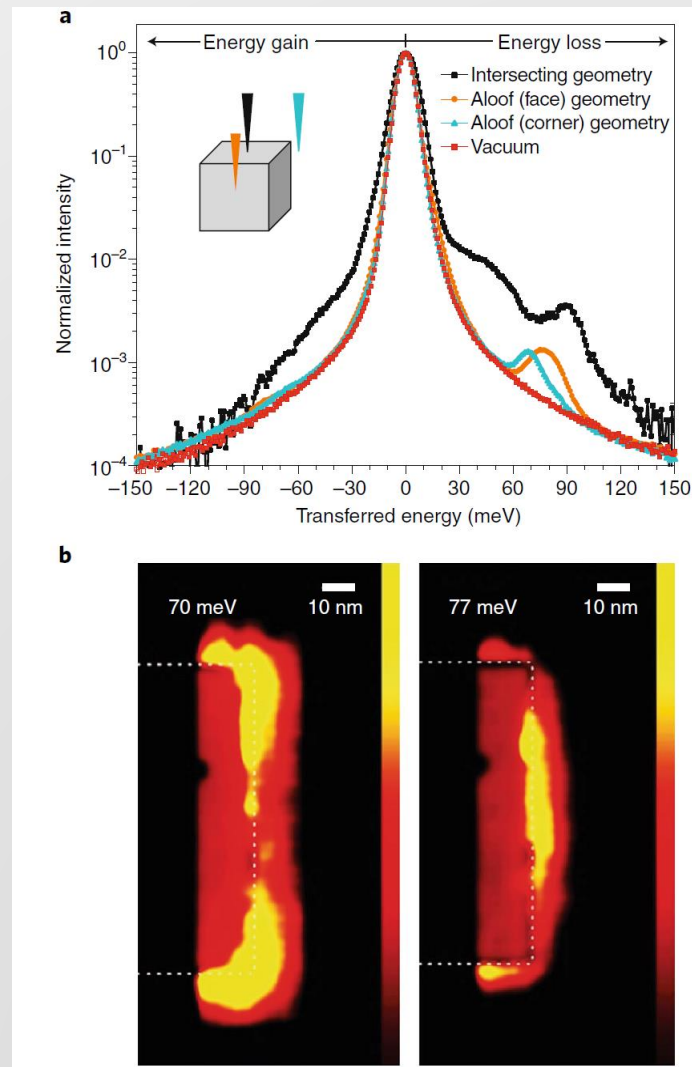 a
Energy gain
Energy loss
Intersecting geometry
Aloof (face) geometry
Aloof (corner) geometry
Vacuum
Normalized intensity
10⁰
10⁻¹
10⁻²
10⁻³
10⁻⁴
−150 −120 −90 −60 −30 0 30 60 90 120 150
Transferred energy (meV)
b
70 meV 10 nm
77 meV 10 nm